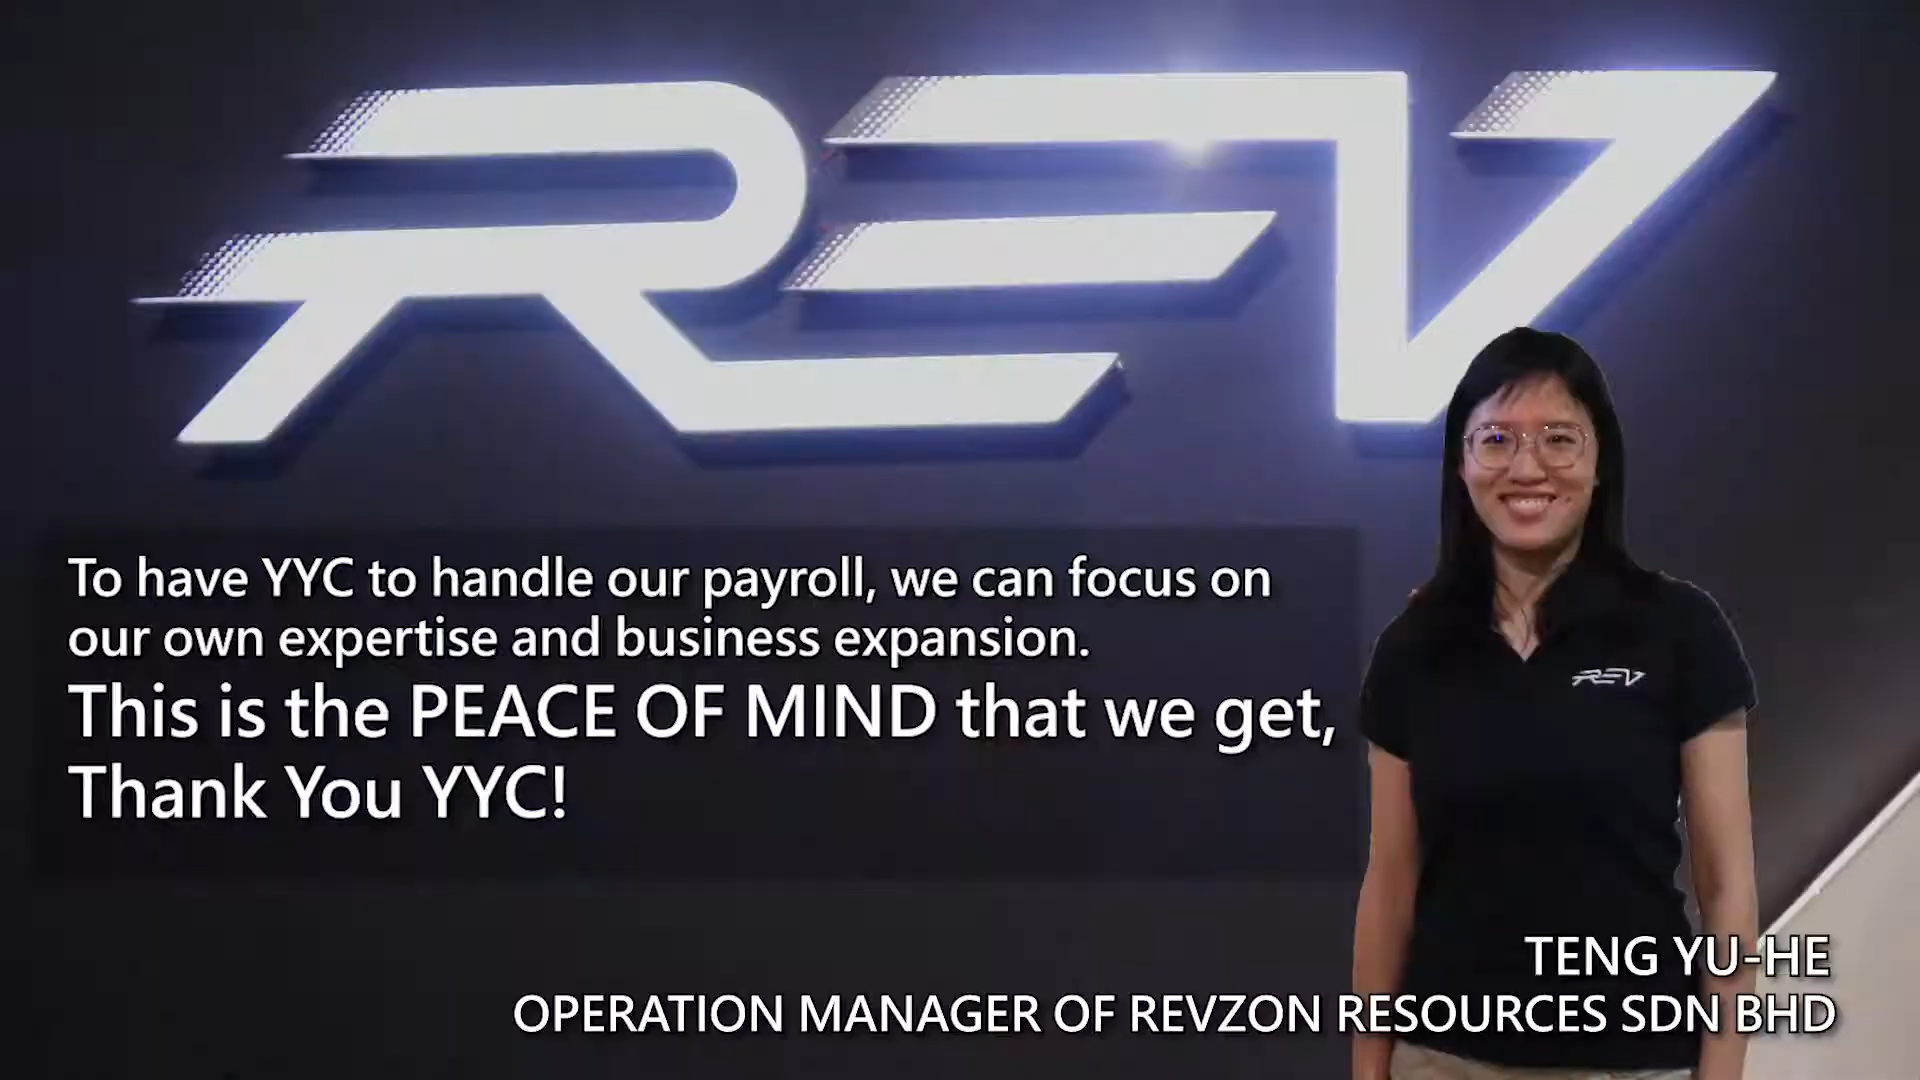 REV
To have YYC to handle our payroll, we can focus on
our own expertise and business expansion.
This is the PEACE OF MIND that we get,
Thank You YYC!
REV
TENG YU-HE
OPERATION MANAGER OF REVZON RESOURCES SDN BHD